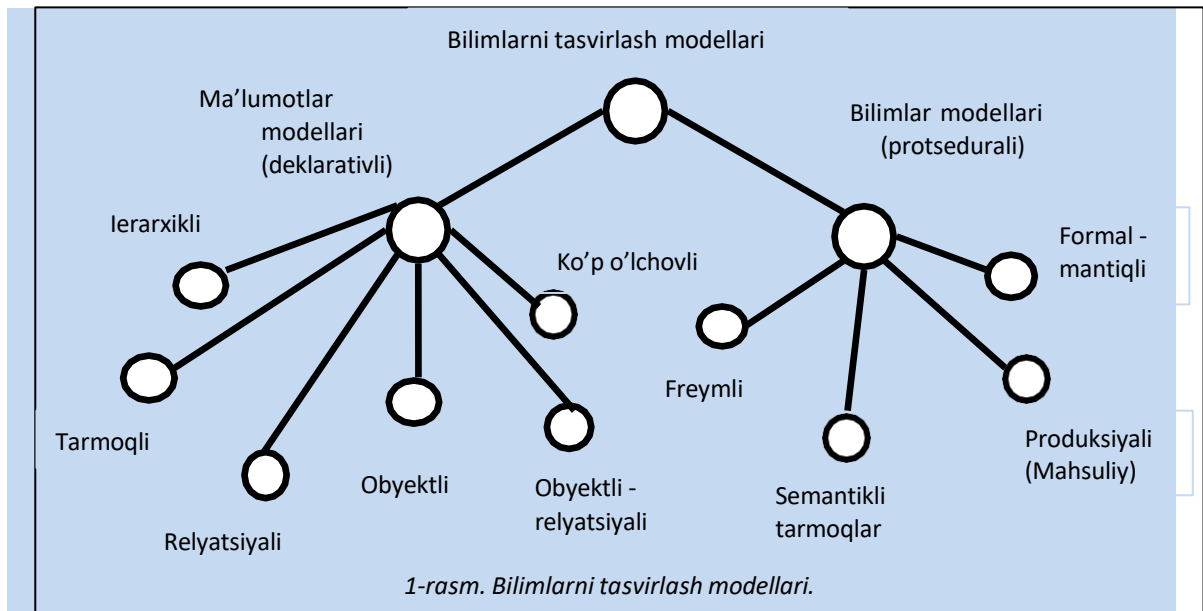 Bilimlarni tasvirlash modellari
Ma’lumotlar
modellari
(deklarativli)
Bilimlar modellari
(protsedurali)
Ierarxikli
Ko’p o’lchovli
Formal -
mantiqli
Tarmoqli
Relyatsiyali
Obyektli
Obyektli -
relyatsiyali
Freymli
Semantikli
tarmoqlar
Produksiyali
(Mahsuliy)
1-rasm. Bilimlarni tasvirlash modellari.